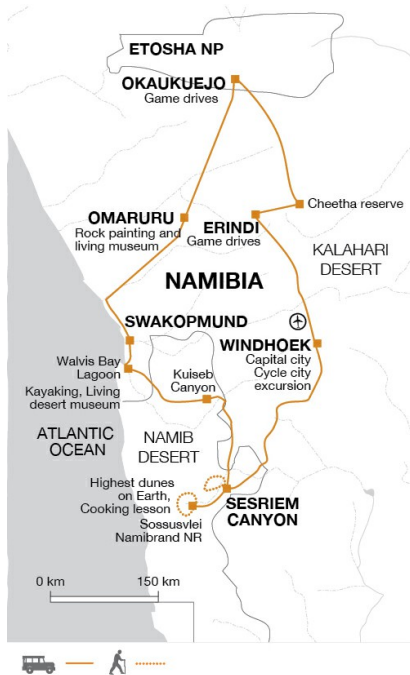 ETOSHA NP
OKAUKUEJO
Game drives
Cheetha reserve
OMARURU
Rock painting and
living museum
ERINDI
Game drives
KALAHARI
DESERT
NAMIBIA
SWAKOPMUND
WINDHOEK
Capital city
Cycle city
excursion
Walvis Bay
Lagoon
Kayaking, Living
desert museum
Kuiseb
Canyon
ATLANTIC
OCEAN
NAMIB
DESERT
Highest dunes
on Earth,
Cooking lesson
Sossusvlei
Namibrand NR
SESRIEM
CANYON
0 km
150 km